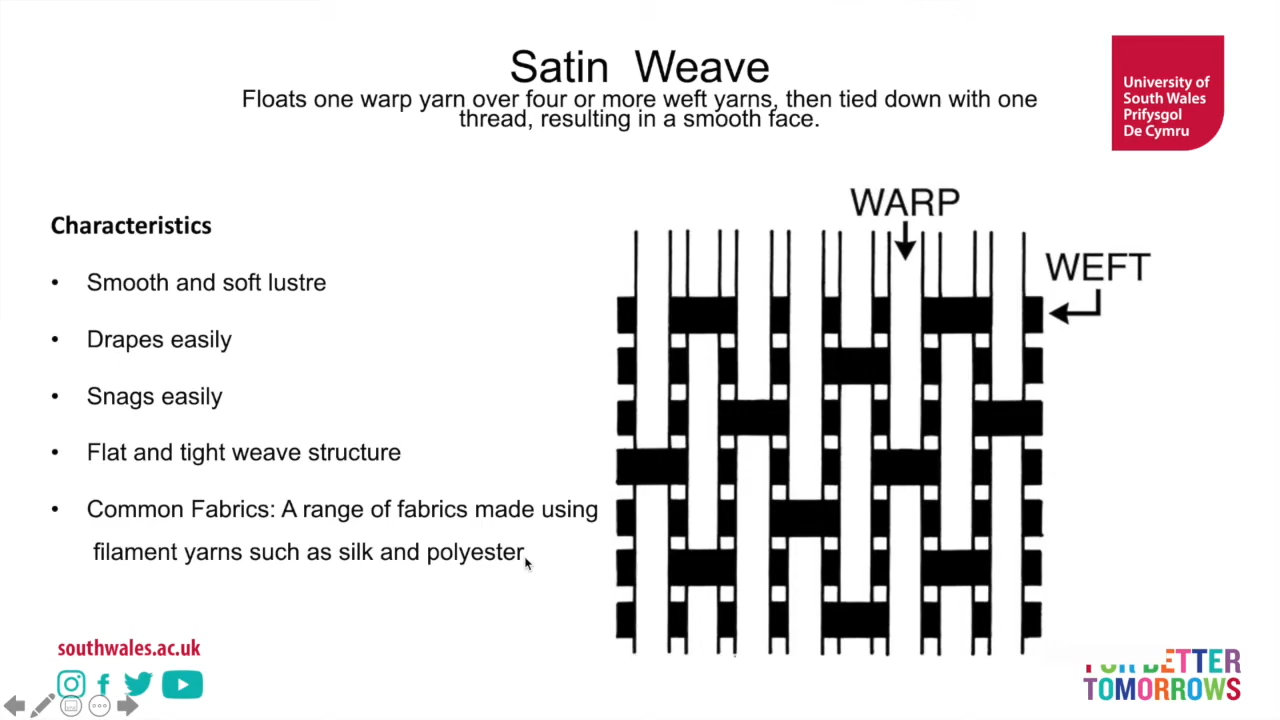 Satin Weave
Floats one warp yarn over four or more weft yarns, then tied down with one
thread, resulting in a smooth face.
University of
South Wales
Prifysgol
De Cymru
Characteristics
• Smooth and soft lustre
• Drapes easily
• Snags easily
• Flat and tight weave structure
• Common Fabrics: A range of fabrics made using
filament yarns such as silk and polyester
WARP
WEFT
southwales.ac.uk
FOR BETTER
TOMORROWS